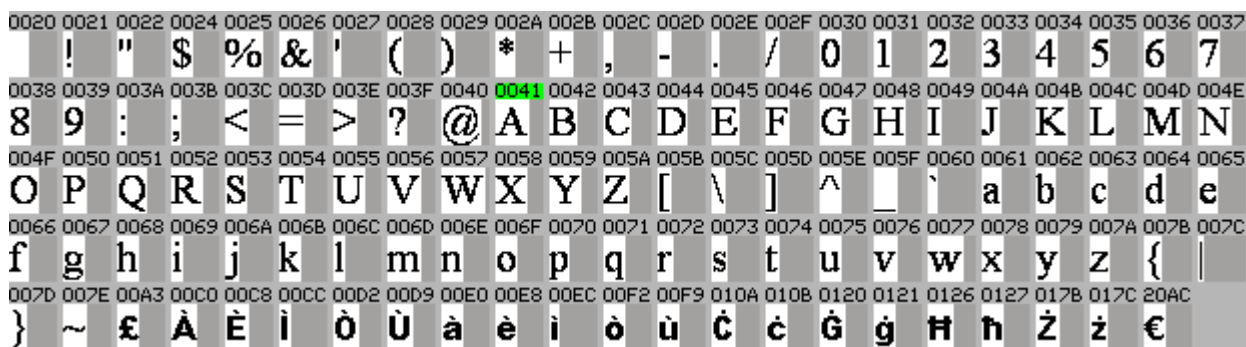 0020 0021 0022 0024 0025 0026 0027 0028 0029 002A 002B 002C 002D 002E 002F 0030 0031 0032 0033 0034 0035 0036 0037
! " $ % & ' ( ) * + , - . / 0 1 2 3 4 5 6 7
0038 0039 003A 003B 003C 003D 003E 003F 0040 0041 0042 0043 0044 0045 0046 0047 0048 0049 004A 004B 004C 004D 004E
8 9 : ; < = > ? @ A B C D E F G H I J K L M N
004F 0050 0051 0052 0053 0054 0055 0056 0057 0058 0059 005A 005B 005C 005D 005E 005F 0060 0061 0062 0063 0064 0065
O P Q R S T U V W X Y Z [ \ ] ^ _ ` a b c d e
0066 0067 0068 0069 006A 006B 006C 006D 006E 006F 0070 0071 0072 0073 0074 0075 0076 0077 0078 0079 007A 007B 007C
f g h i j k l m n o p q r s t u v w x y z { |
007D 007E 00A3 00C0 00C8 00CC 00D2 00D9 00E0 00E8 00EC 00F2 00F9 010A 010B 0120 0121 0126 0127 017B 017C 20AC
} ~ £ À È Ì Ò Ù à è ì ò ù Ċ ċ Ġ ġ Ħ ħ Ż ż €